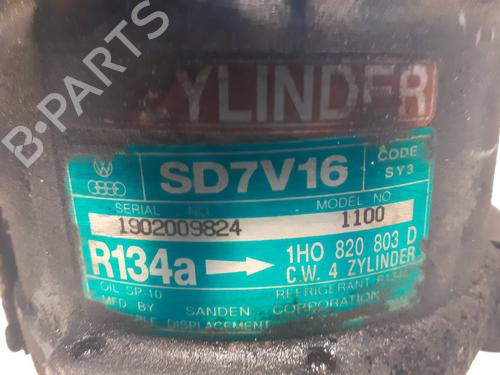 B-PARTS
ZYLINDER
SD7V16
CODE
SY3
SERIAL NO
MODEL NO
1902009824
1100
R134a
1HO 820 803 D
C.W. 4 ZYLINDER
OIL SP-10
REFRIGERANT R134a
MFD. BY SANDEN CORPORATION
DISPLACEMENT